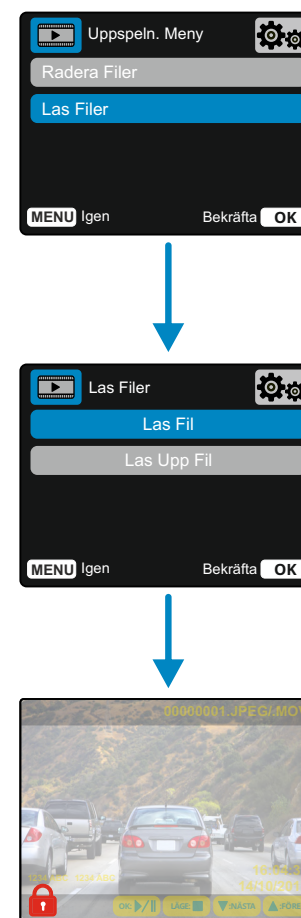 Uppspeln. Meny
Radera Filer
Las Filer
MENU Igen Bekräfta OK
Las Filer
Las Fil
Las Upp Fil
MENU Igen Bekräfta OK
00000001.JPEG/.MOV
OK: LÄGE: :NÄSTA :FÖRE